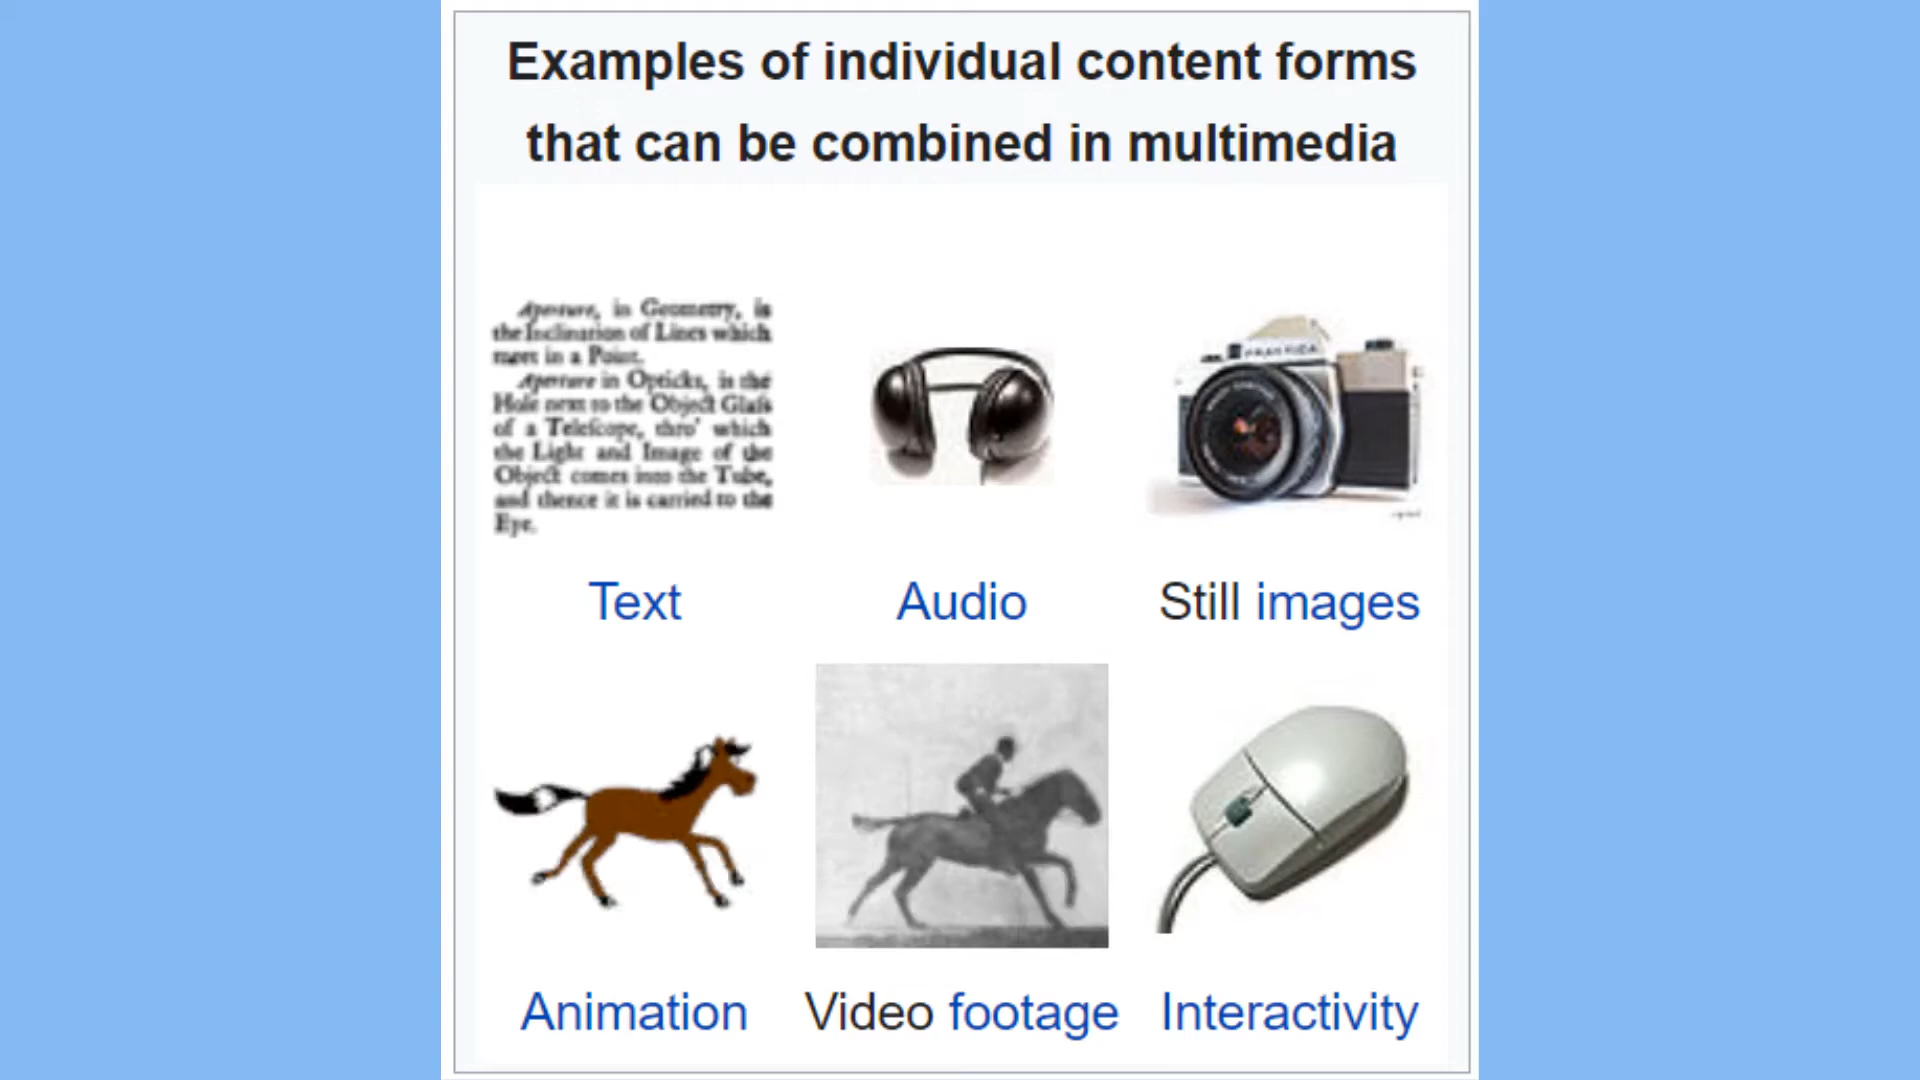 Examples of individual content forms
that can be combined in multimedia
Aperture, in Geometry, is
the Inclination of Lines which
meet in a Point.
Aperture in Opticks, is the
Hole next to the Object Glaſs
of a Teleſcope, thro' which
the Light and Image of the
Object comes into the Tube,
and thence it is carried to the
Eye.
PRAKTICA
Text
Audio
Still images
Animation
Video footage
Interactivity